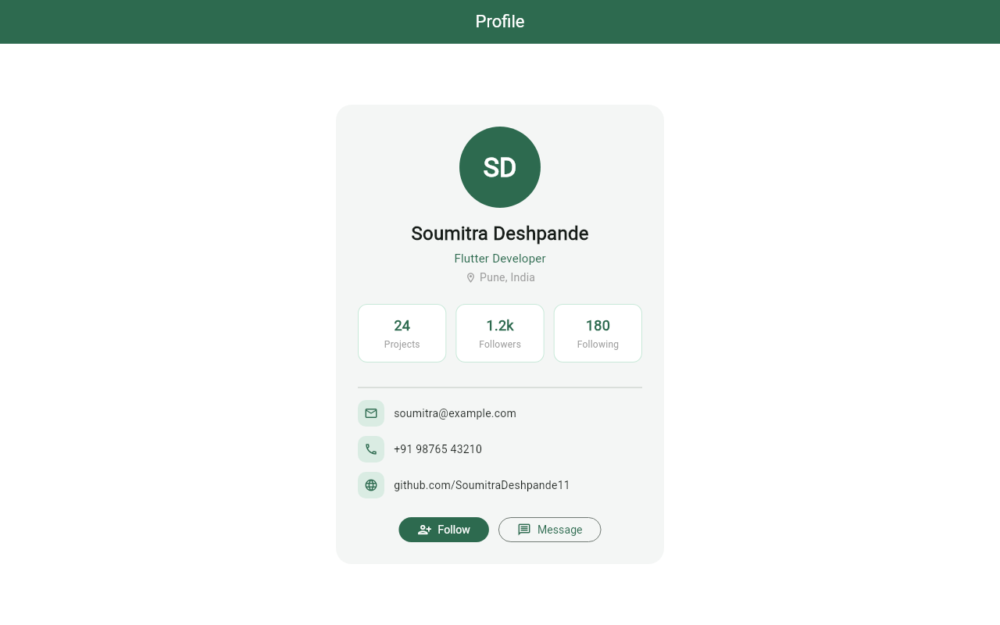 Profile
SD
Soumitra Deshpande
Flutter Developer
Pune, India
24
Projects
1.2k
Followers
180
Following
soumitra@example.com
+91 98765 43210
github.com/SoumitraDeshpande11
Follow
Message